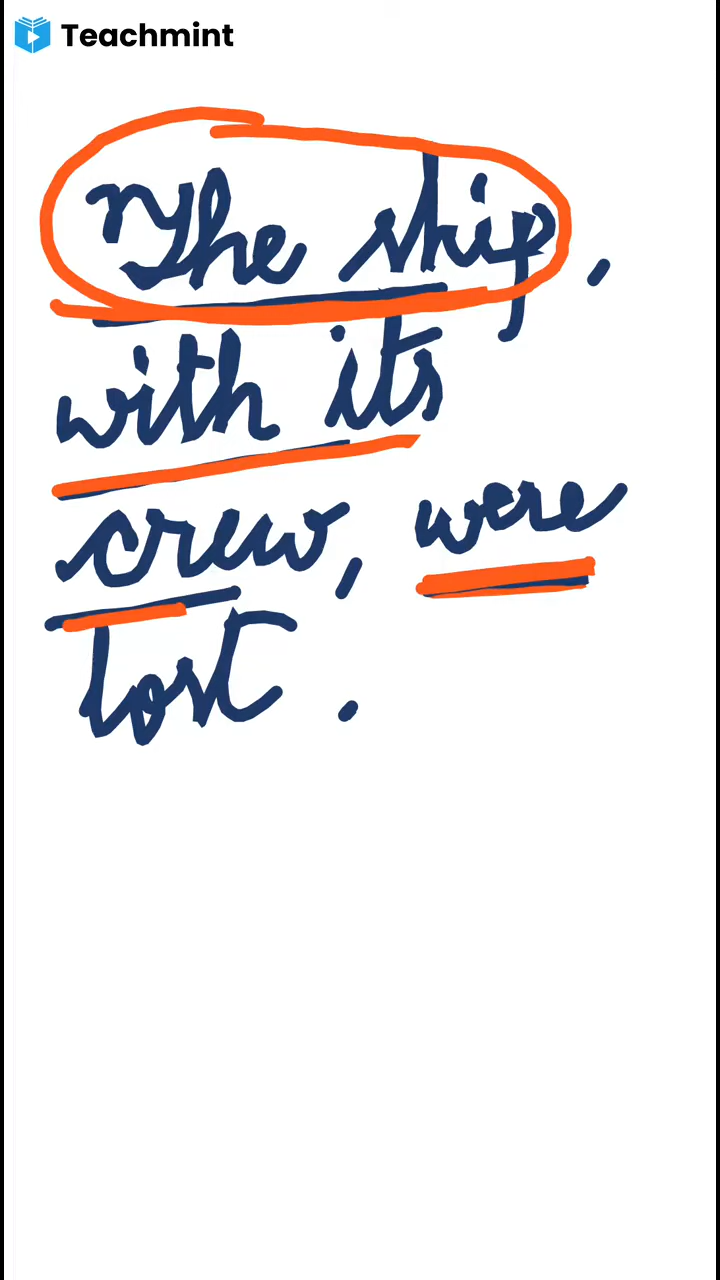 Teachmint
The ship,
with its
crew, were
lost.